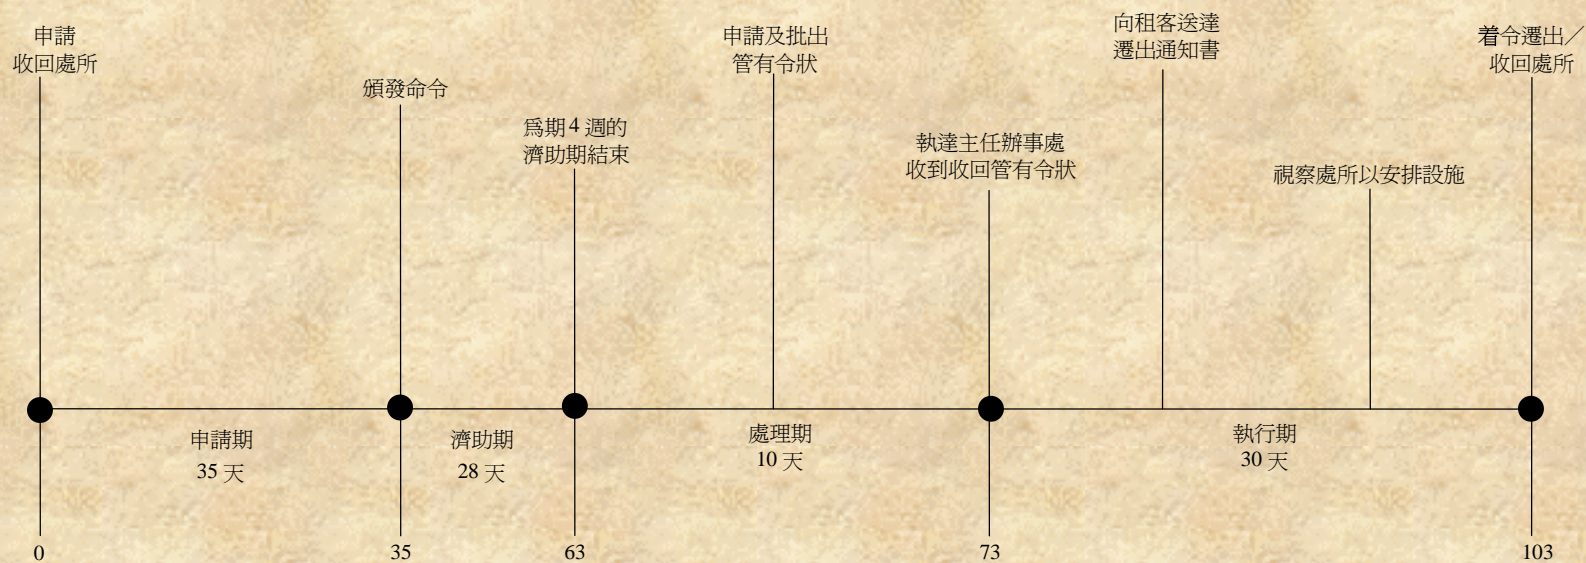 申請
收回處所
頒發命令
爲期 4 週的
濟助期結束
申請及批出
管有令狀
執達主任辦事處
收到收回管有令狀
向租客送達
遷出通知書
視察處所以安排設施
着令遷出／
收回處所
申請期
35 天
濟助期
28 天
處理期
10 天
執行期
30 天
0
35
63
73
103